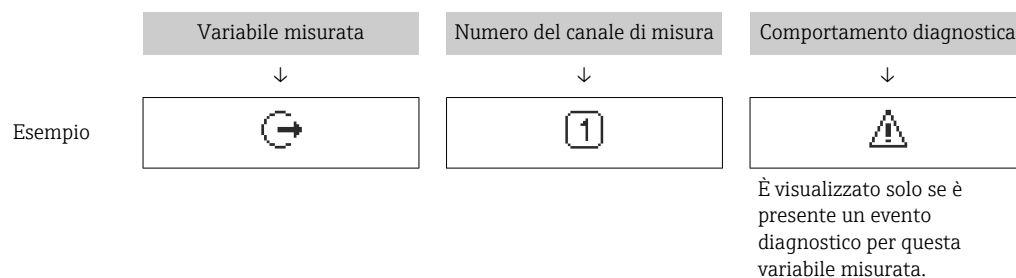 Variabile misurata Numero del canale di misura Comportamento diagnostica
↓ ↓ ↓
Esempio 1
È visualizzato solo se è
presente un evento
diagnostico per questa
variabile misurata.